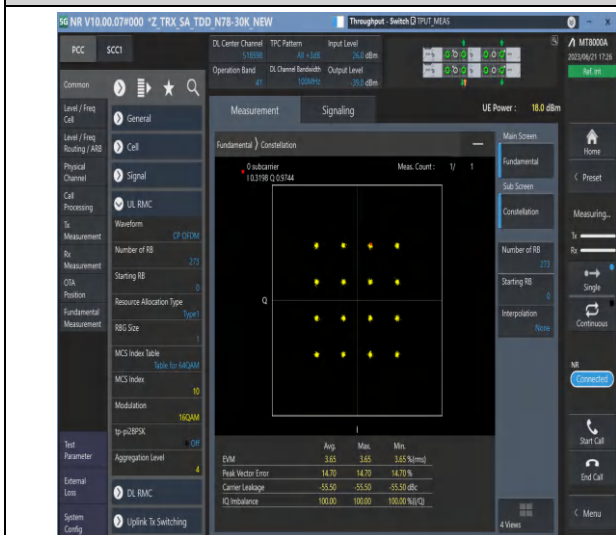 NR V10.00.07#000 *Z_TRX_SA_TDD_N78-30K_NEW
Throughput - Switch TPUT_MEAS
PCC SCC1
DL Center Channel TPC Pattern Input Level
518598 All +3dB 26.0 dBm
Operation Band DL Channel Bandwidth Output Level
41 100MHz -39.0 dBm
MT8000A
2023/06/21 17:26
Ref. Int
Common
Level / Freq
Cell
Level / Freq
Routing / ARB
Physical
Channel
Call
Processing
Tx
Measurement
Rx
Measurement
OTA
Position
Fundamental
Measurement
Test
Parameter
External
Loss
System
Config
General
Cell
Signal
UL RMC
Waveform
CP OFDM
Number of RB
273
Starting RB
0
Resource Allocation Type
Type1
RBG Size
1
MCS Index Table
Table for 64QAM
MCS Index
10
Modulation
16QAM
tp-pi2BPSK
Off
Aggregation Level
4
DL RMC
Uplink Tx Switching
Measurement Signaling
UE Power : 18.0 dBm
Fundamental ) Constellation
0 subcarrier Meas. Count : 1/ 1
I 0.3198 Q 0.9744
Q
I
Avg. Max. Min.
EVM 3.65 3.65 3.65 %(rms)
Peak Vector Error 14.70 14.70 14.70 %
Carrier Leakage -55.50 -55.50 -55.50 dBc
IQ Imbalance 100.00 100.00 100.00 %(I/Q)
Main Screen
Fundamental
Sub Screen
Constellation
Number of RB
273
Starting RB
0
Interpolation
None
4 Views
Home
< Preset
Measuring...
Tx
Rx
Single
Continuous
NR
Connected
Start Call
End Call
< Menu